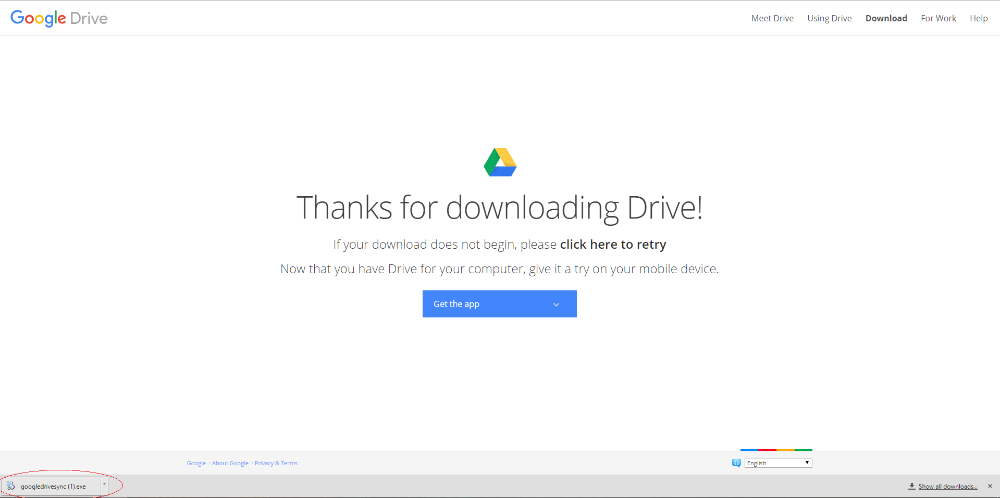 Google Drive
Meet Drive
Using Drive
Download
For Work
Help
Thanks for downloading Drive!
If your download does not begin, please click here to retry
Now that you have Drive for your computer, give it a try on your mobile device.
Get the app
Google · About Google · Privacy & Terms
English
googledrivesync (1).exe
Show all downloads...